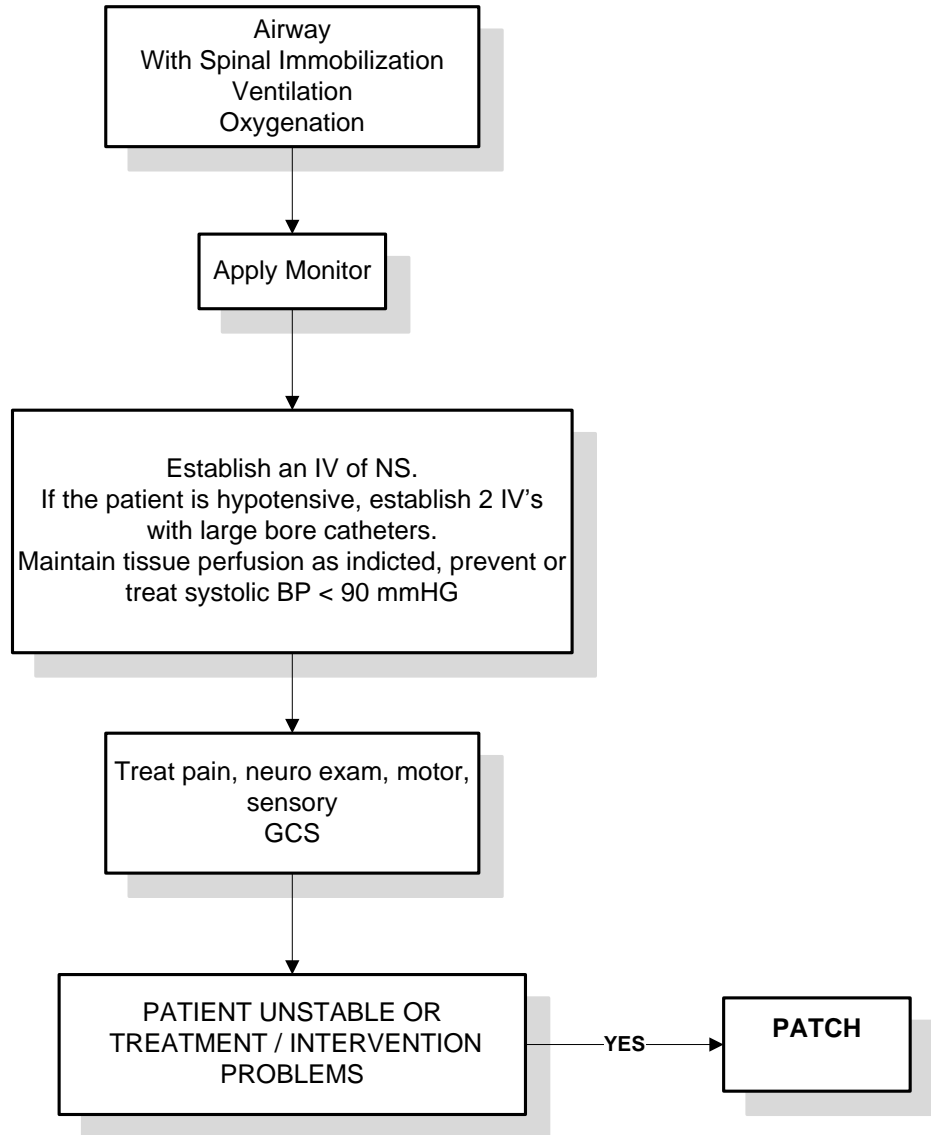 Airway
With Spinal Immobilization
Ventilation
Oxygenation
Apply Monitor
Establish an IV of NS.
If the patient is hypotensive, establish 2 IV’s
with large bore catheters.
Maintain tissue perfusion as indicted, prevent or
treat systolic BP < 90 mmHG
Treat pain, neuro exam, motor,
sensory
GCS
PATIENT UNSTABLE OR
TREATMENT / INTERVENTION
PROBLEMS
YES
PATCH